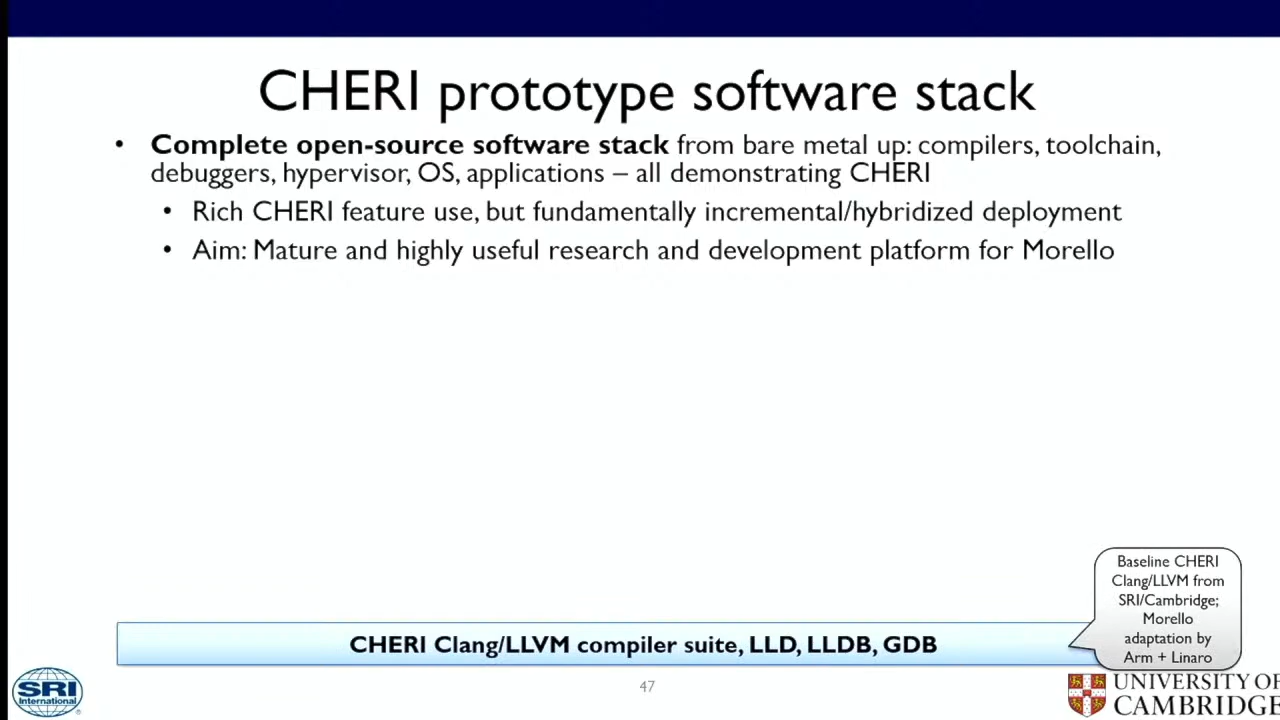 CHERI prototype software stack
• Complete open-source software stack from bare metal up: compilers, toolchain,
debuggers, hypervisor, OS, applications – all demonstrating CHERI
• Rich CHERI feature use, but fundamentally incremental/hybridized deployment
• Aim: Mature and highly useful research and development platform for Morello
Baseline CHERI
Clang/LLVM from
SRI/Cambridge;
Morello
adaptation by
Arm + Linaro
CHERI Clang/LLVM compiler suite, LLD, LLDB, GDB
SRI
International
47
UNIVERSITY OF
CAMBRIDGE